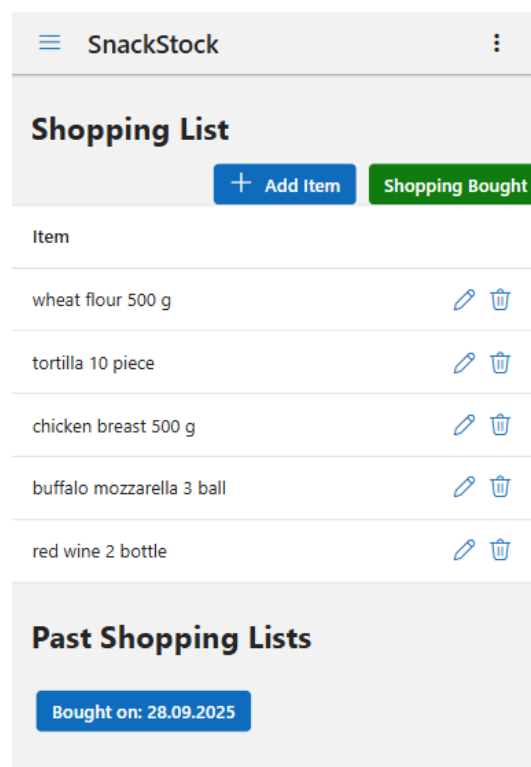 SnackStock
Shopping List
Add Item
Shopping Bought
Item
wheat flour 500 g
tortilla 10 piece
chicken breast 500 g
buffalo mozzarella 3 ball
red wine 2 bottle
Past Shopping Lists
Bought on: 28.09.2025